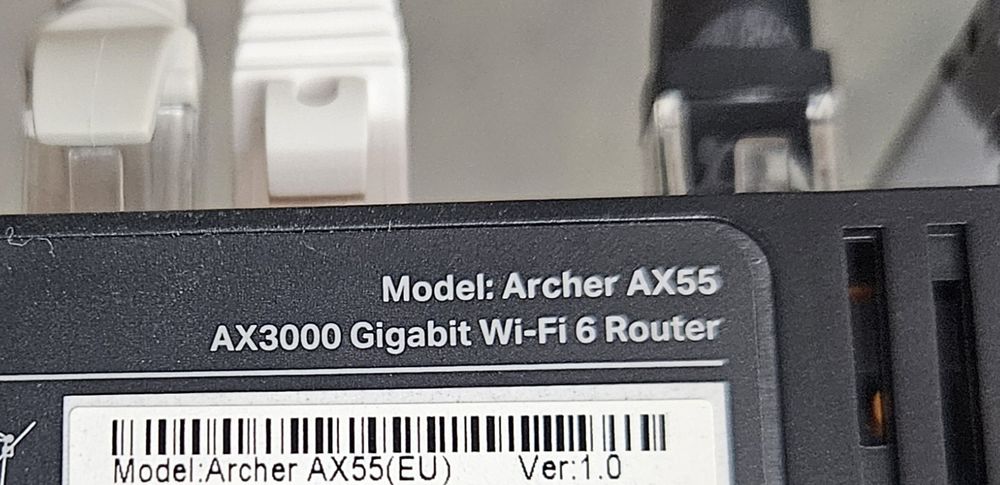 Model: Archer AX55
AX3000 Gigabit Wi-Fi 6 Router
Model:Archer AX55(EU) Ver:1.0